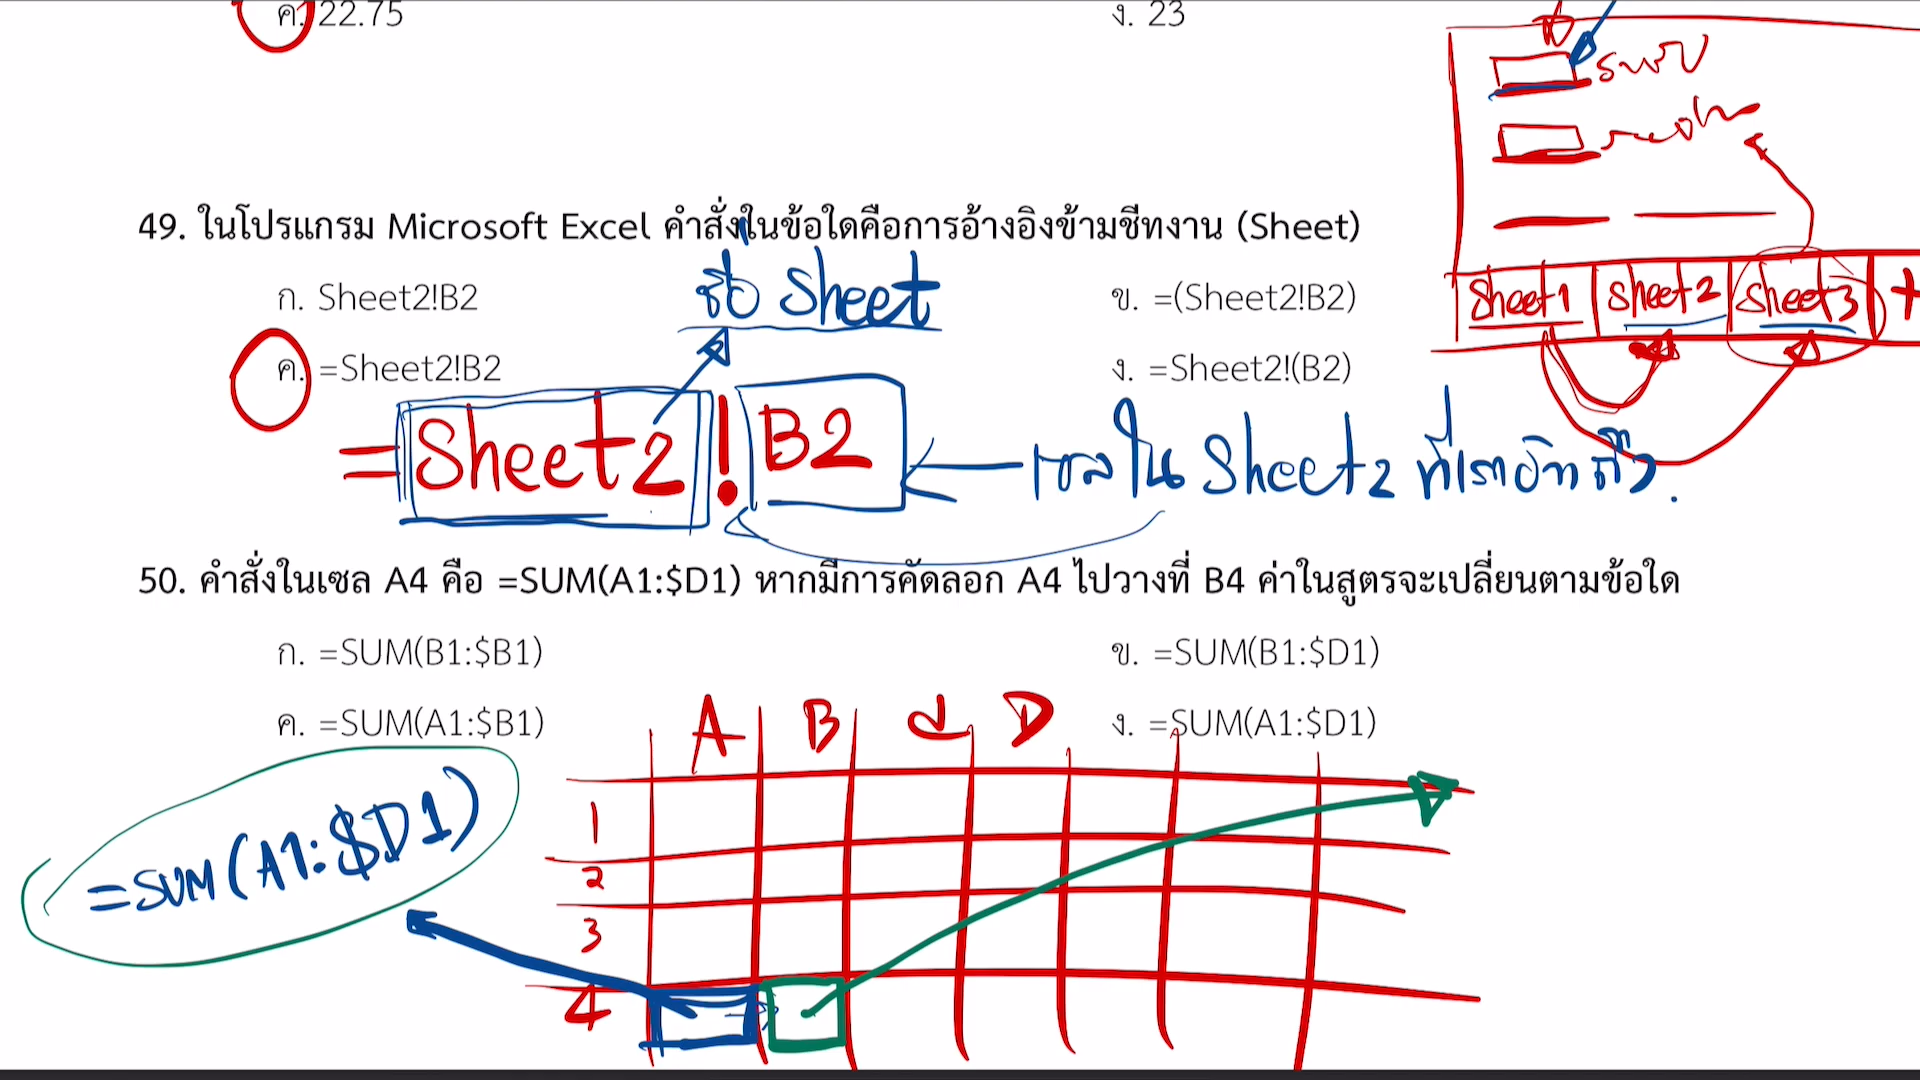 ค. 22.75
ง. 23
49. ในโปรแกรม Microsoft Excel คำสั่งในข้อใดคือการอ้างอิงข้ามชีทงาน (Sheet)
ก. Sheet2!B2
ข. =(Sheet2!B2)
ค. =Sheet2!B2
ง. =Sheet2!(B2)
ชื่อ Sheet
=Sheet2!B2
เซลใน Sheet2 ที่เราอ้างถึง.
Sheet1 Sheet2 Sheet3 +
50. คำสั่งในเซล A4 คือ =SUM(A1:$D1) หากมีการคัดลอก A4 ไปวางที่ B4 ค่าในสูตรจะเปลี่ยนตามข้อใด
ก. =SUM(B1:$B1)
ข. =SUM(B1:$D1)
ค. =SUM(A1:$B1)
ง. =SUM(A1:$D1)
A B C D
=SUM(A1:$D1)
1
2
3
4